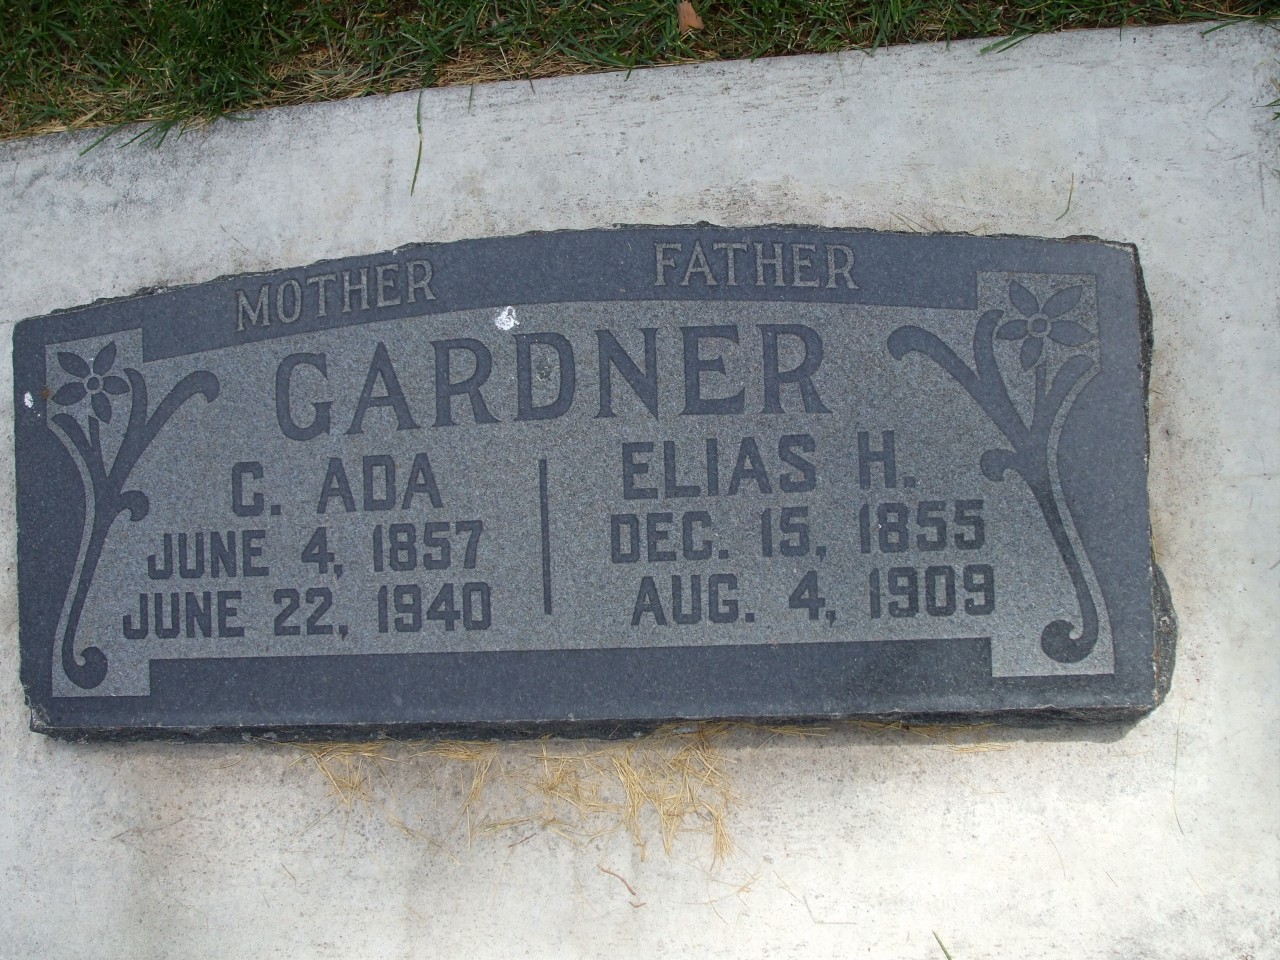 MOTHER FATHER
GARDNER
C. ADA
JUNE 4, 1857
JUNE 22, 1940
ELIAS H.
DEC. 15, 1855
AUG. 4, 1909